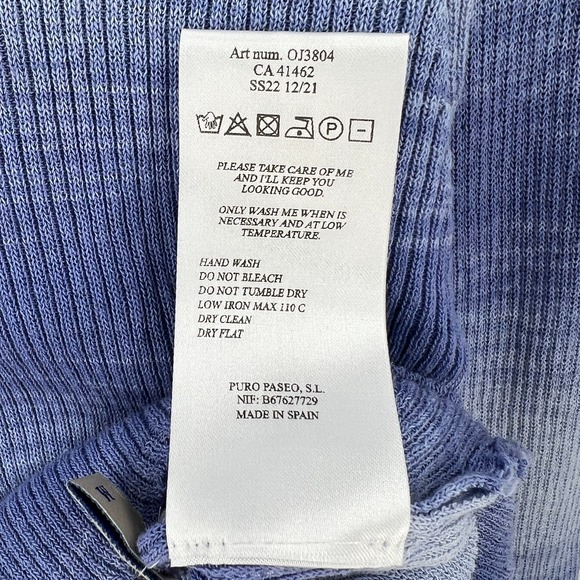 Art num. OJ3804
CA 41462
SS22 12/21
P
PLEASE TAKE CARE OF ME
AND I'LL KEEP YOU
LOOKING GOOD.
ONLY WASH ME WHEN IS
NECESSARY AND AT LOW
TEMPERATURE.
HAND WASH
DO NOT BLEACH
DO NOT TUMBLE DRY
LOW IRON MAX 110 C
DRY CLEAN
DRY FLAT
PURO PASEO, S.L.
NIF: B67627729
MADE IN SPAIN
M